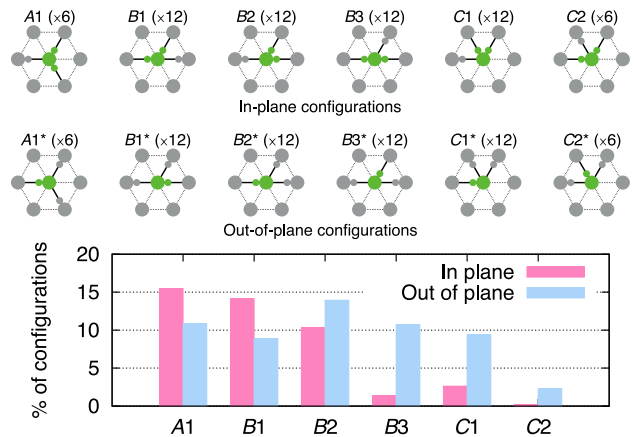 A1 (×6) B1 (×12) B2 (×12) B3 (×12) C1 (×12) C2 (×6)
In-plane configurations
A1* (×6) B1* (×12) B2* (×12) B3* (×12) C1* (×12) C2* (×6)
Out-of-plane configurations
% of configurations
20
15
10
5
0
In plane
Out of plane
A1 B1 B2 B3 C1 C2